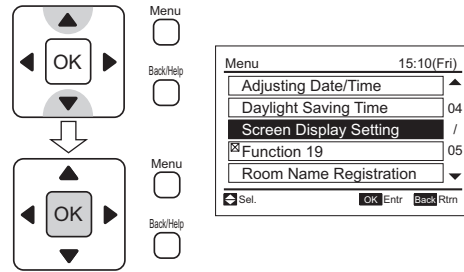 Menu
OK
Back/Help
Menu
OK
Back/Help
Menu 15:10(Fri)
Adjusting Date/Time
Daylight Saving Time 04
Screen Display Setting /
Function 19 05
Room Name Registration
Sel. OK Entr Back Rtrn